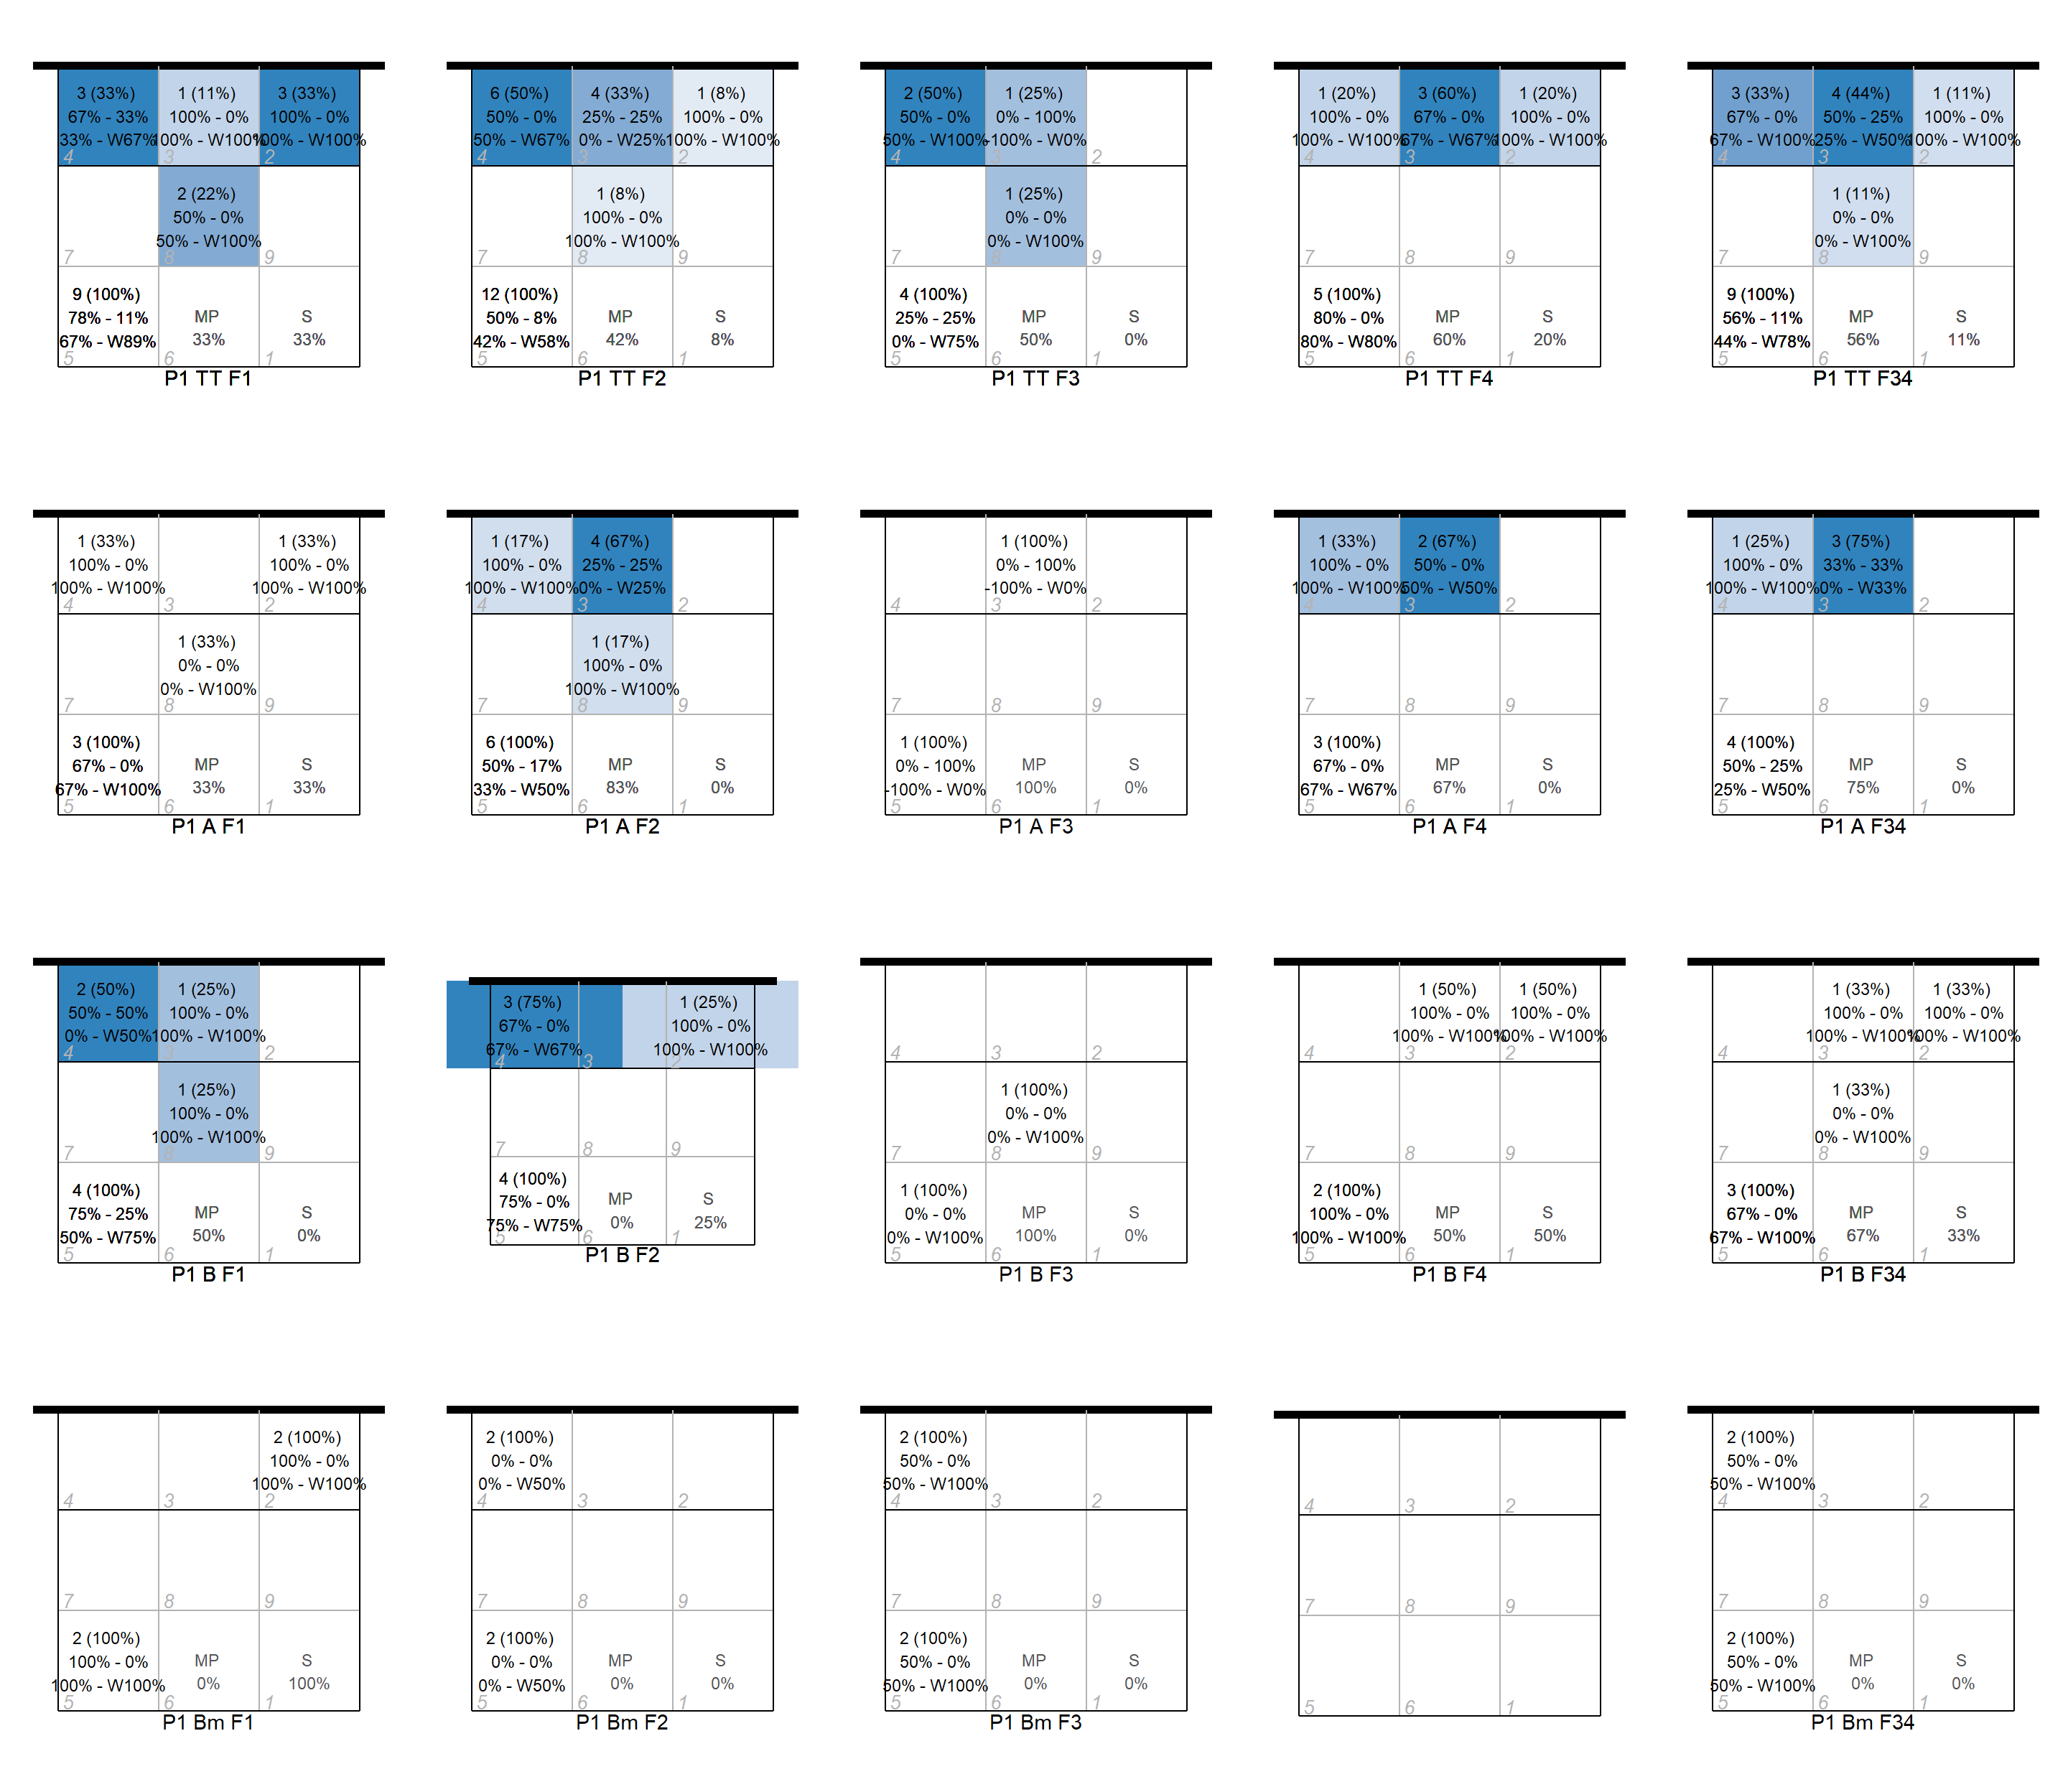 3 (33%)
67% - 33%
33% - W67%
4
1 (11%)
100% - 0%
100% - W100%
3
3 (33%)
100% - 0%
100% - W100%
2
7
2 (22%)
50% - 0%
50% - W100%
8
9
9 (100%)
78% - 11%
67% - W89%
5
MP
33%
6
S
33%
1
P1 TT F1
6 (50%)
50% - 0%
50% - W67%
4
4 (33%)
25% - 25%
0% - W25%
3
1 (8%)
100% - 0%
100% - W100%
2
7
1 (8%)
100% - 0%
100% - W100%
8
9
12 (100%)
50% - 8%
42% - W58%
5
MP
42%
6
S
8%
1
P1 TT F2
2 (50%)
50% - 0%
50% - W100%
4
1 (25%)
0% - 100%
-100% - W0%
3
2
7
1 (25%)
0% - 0%
0% - W100%
8
9
4 (100%)
25% - 25%
0% - W75%
5
MP
50%
6
S
0%
1
P1 TT F3
1 (20%)
100% - 0%
100% - W100%
4
3 (60%)
67% - 0%
67% - W67%
3
1 (20%)
100% - 0%
100% - W100%
2
7
8
9
5 (100%)
80% - 0%
80% - W80%
5
MP
60%
6
S
20%
1
P1 TT F4
3 (33%)
67% - 0%
67% - W100%
4
4 (44%)
50% - 25%
25% - W50%
3
1 (11%)
100% - 0%
100% - W100%
2
7
1 (11%)
0% - 0%
0% - W100%
8
9
9 (100%)
56% - 11%
44% - W78%
5
MP
56%
6
S
11%
1
P1 TT F34
1 (33%)
100% - 0%
100% - W100%
4
3
1 (33%)
100% - 0%
100% - W100%
2
7
1 (33%)
0% - 0%
0% - W100%
8
9
3 (100%)
67% - 0%
67% - W100%
5
MP
33%
6
S
33%
1
P1 A F1
1 (17%)
100% - 0%
100% - W100%
4
4 (67%)
25% - 25%
0% - W25%
3
2
7
1 (17%)
100% - 0%
100% - W100%
8
9
6 (100%)
50% - 17%
33% - W50%
5
MP
83%
6
S
0%
1
P1 A F2
4
1 (100%)
0% - 100%
-100% - W0%
3
2
7
8
9
1 (100%)
0% - 100%
-100% - W0%
5
MP
100%
6
S
0%
1
P1 A F3
1 (33%)
100% - 0%
100% - W100%
4
2 (67%)
50% - 0%
50% - W50%
3
2
7
8
9
3 (100%)
67% - 0%
67% - W67%
5
MP
67%
6
S
0%
1
P1 A F4
1 (25%)
100% - 0%
100% - W100%
4
3 (75%)
33% - 33%
0% - W33%
3
2
7
8
9
4 (100%)
50% - 25%
25% - W50%
5
MP
75%
6
S
0%
1
P1 A F34
2 (50%)
50% - 50%
0% - W50%
4
1 (25%)
100% - 0%
100% - W100%
3
2
7
1 (25%)
100% - 0%
100% - W100%
8
9
4 (100%)
75% - 25%
50% - W75%
5
MP
50%
6
S
0%
1
P1 B F1
3 (75%)
67% - 0%
67% - W67%
4
3
1 (25%)
100% - 0%
100% - W100%
2
7
8
9
4 (100%)
75% - 0%
75% - W75%
5
MP
0%
6
S
25%
1
P1 B F2
4
3
2
7
1 (100%)
0% - 0%
0% - W100%
8
9
1 (100%)
0% - 0%
0% - W100%
5
MP
100%
6
S
0%
1
P1 B F3
4
1 (50%)
100% - 0%
100% - W100%
3
1 (50%)
100% - 0%
100% - W100%
2
7
8
9
2 (100%)
100% - 0%
100% - W100%
5
MP
50%
6
S
50%
1
P1 B F4
4
1 (33%)
100% - 0%
100% - W100%
3
1 (33%)
100% - 0%
100% - W100%
2
7
1 (33%)
0% - 0%
0% - W100%
8
9
3 (100%)
67% - 0%
67% - W100%
5
MP
67%
6
S
33%
1
P1 B F34
4
3
2 (100%)
100% - 0%
100% - W100%
2
7
8
9
2 (100%)
100% - 0%
100% - W100%
5
MP
0%
6
S
100%
1
P1 Bm F1
2 (100%)
0% - 0%
0% - W50%
4
3
2
7
8
9
2 (100%)
0% - 0%
0% - W50%
5
MP
0%
6
S
0%
1
P1 Bm F2
2 (100%)
50% - 0%
50% - W100%
4
3
2
7
8
9
2 (100%)
50% - 0%
50% - W100%
5
MP
0%
6
S
0%
1
P1 Bm F3
4
3
2
7
8
9
5
6
1
2 (100%)
50% - 0%
50% - W100%
4
3
2
7
8
9
2 (100%)
50% - 0%
50% - W100%
5
MP
0%
6
S
0%
1
P1 Bm F34